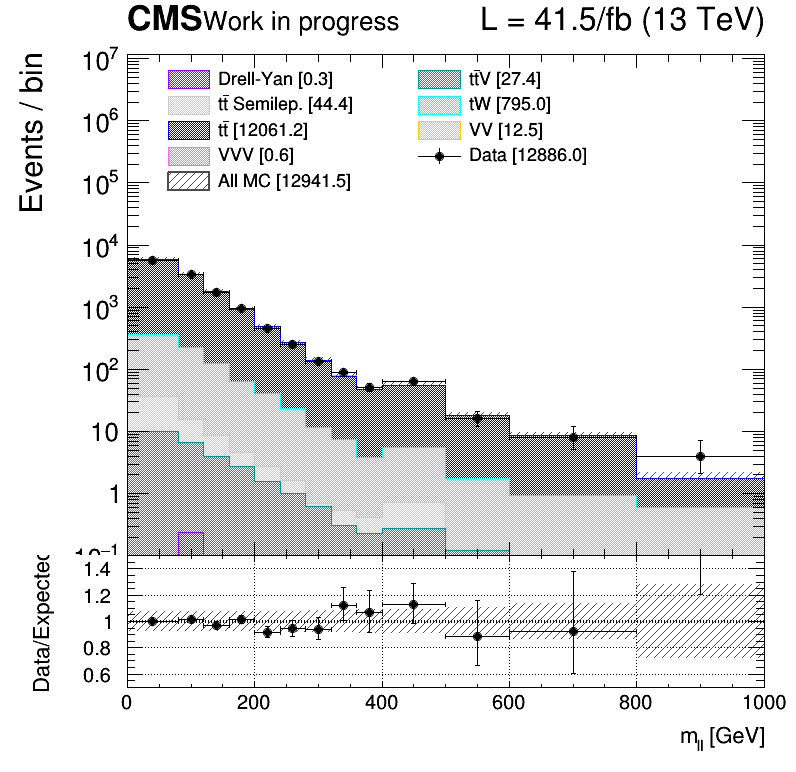 CMS Work in progress L = 41.5/fb (13 TeV)
Events / bin
Drell-Yan [0.3]
tt̄ Semilep. [44.4]
tt̄ [12061.2]
VVV [0.6]
All MC [12941.5]
tt̄V [27.4]
tW [795.0]
VV [12.5]
Data [12886.0]
10⁷
10⁶
10⁵
10⁴
10³
10²
10
1
10⁻¹
Data/Expected
1.4
1.2
1
0.8
0.6
0 200 400 600 800 1000
m_ll [GeV]